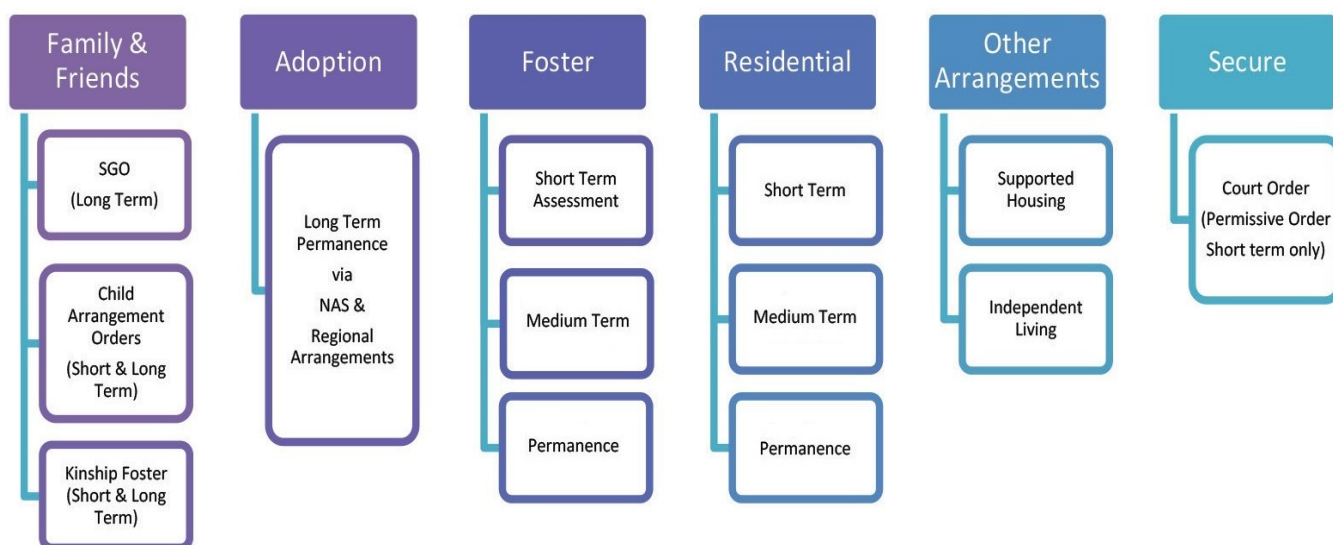 Family &
Friends
SGO
(Long Term)
Child
Arrangement
Orders
(Short & Long
Term)
Kinship Foster
(Short & Long
Term)
Adoption
Long Term
Permanence
via
NAS &
Regional
Arrangements
Foster
Short Term
Assessment
Medium Term
Permanence
Residential
Short Term
Medium Term
Permanence
Other
Arrangements
Supported
Housing
Independent
Living
Secure
Court Order
(Permissive Order
Short term only)